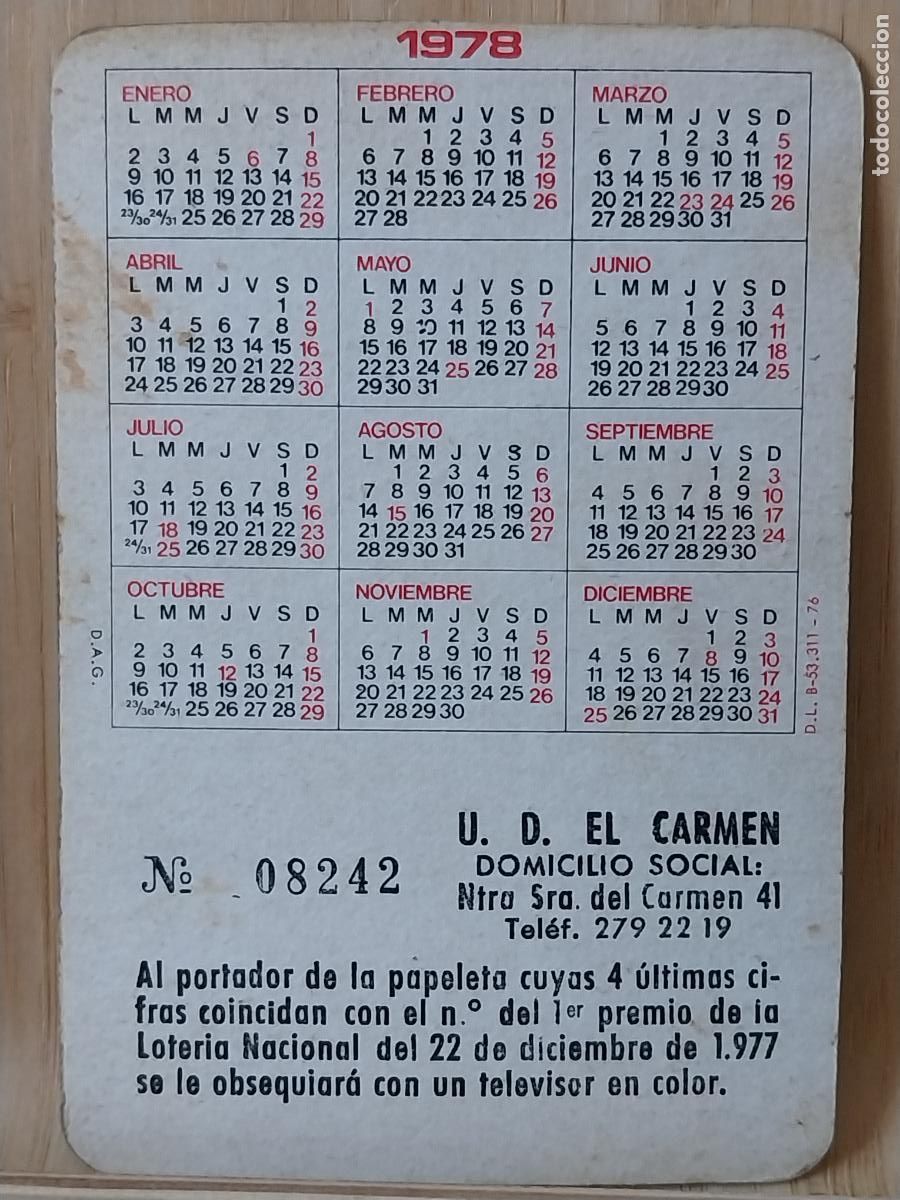 1978
ENERO
L M M J V S D
1
2 3 4 5 6 7 8
9 10 11 12 13 14 15
16 17 18 19 20 21 22
23/30 24/31 25 26 27 28 29
FEBRERO
L M M J V S D
1 2 3 4 5
6 7 8 9 10 11 12
13 14 15 16 17 18 19
20 21 22 23 24 25 26
27 28
MARZO
L M M J V S D
1 2 3 4 5
6 7 8 9 10 11 12
13 14 15 16 17 18 19
20 21 22 23 24 25 26
27 28 29 30 31
ABRIL
L M M J V S D
1 2
3 4 5 6 7 8 9
10 11 12 13 14 15 16
17 18 19 20 21 22 23
24 25 26 27 28 29 30
MAYO
L M M J V S D
1 2 3 4 5 6 7
8 9 10 11 12 13 14
15 16 17 18 19 20 21
22 23 24 25 26 27 28
29 30 31
JUNIO
L M M J V S D
1 2 3 4
5 6 7 8 9 10 11
12 13 14 15 16 17 18
19 20 21 22 23 24 25
26 27 28 29 30
JULIO
L M M J V S D
1 2
3 4 5 6 7 8 9
10 11 12 13 14 15 16
17 18 19 20 21 22 23
24/31 25 26 27 28 29 30
AGOSTO
L M M J V S D
1 2 3 4 5 6
7 8 9 10 11 12 13
14 15 16 17 18 19 20
21 22 23 24 25 26 27
28 29 30 31
SEPTIEMBRE
L M M J V S D
1 2 3
4 5 6 7 8 9 10
11 12 13 14 15 16 17
18 19 20 21 22 23 24
25 26 27 28 29 30
OCTUBRE
L M M J V S D
1
2 3 4 5 6 7 8
9 10 11 12 13 14 15
16 17 18 19 20 21 22
23/30 24/31 25 26 27 28 29
NOVIEMBRE
L M M J V S D
1 2 3 4 5
6 7 8 9 10 11 12
13 14 15 16 17 18 19
20 21 22 23 24 25 26
27 28 29 30
DICIEMBRE
L M M J V S D
1 2 3
4 5 6 7 8 9 10
11 12 13 14 15 16 17
18 19 20 21 22 23 24
25 26 27 28 29 30 31
D.A.G.
D.L. B-53.311 - 76
U. D. EL CARMEN
DOMICILIO SOCIAL:
Ntra Sra. del Carmen 41
Teléf. 279 22 19
Nº 08242
Al portador de la papeleta cuyas 4 últimas ci-
fras coincidan con el n.º del 1er premio de la
Loteria Nacional del 22 de diciembre de 1.977
se le obsequiará con un televisor en color.
todocoleccion